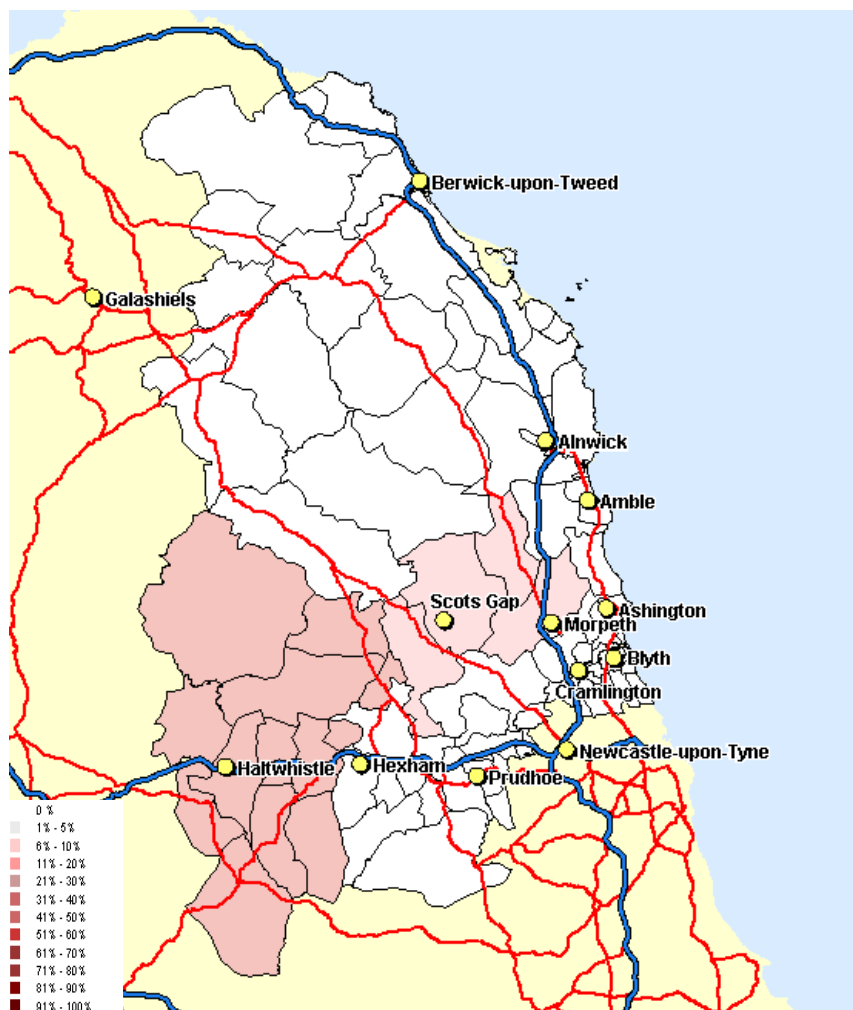 Berwick-upon-Tweed
Galashiels
Alnwick
Amble
Scots Gap
Ashington
Morpeth
Blyth
Cramlington
Newcastle-upon-Tyne
Haltwhistle
Hexham
Prudhoe
0 %
1% - 5%
6% - 10%
11% - 20%
21% - 30%
31% - 40%
41% - 50%
51% - 60%
61% - 70%
71% - 80%
81% - 90%
91% - 100%